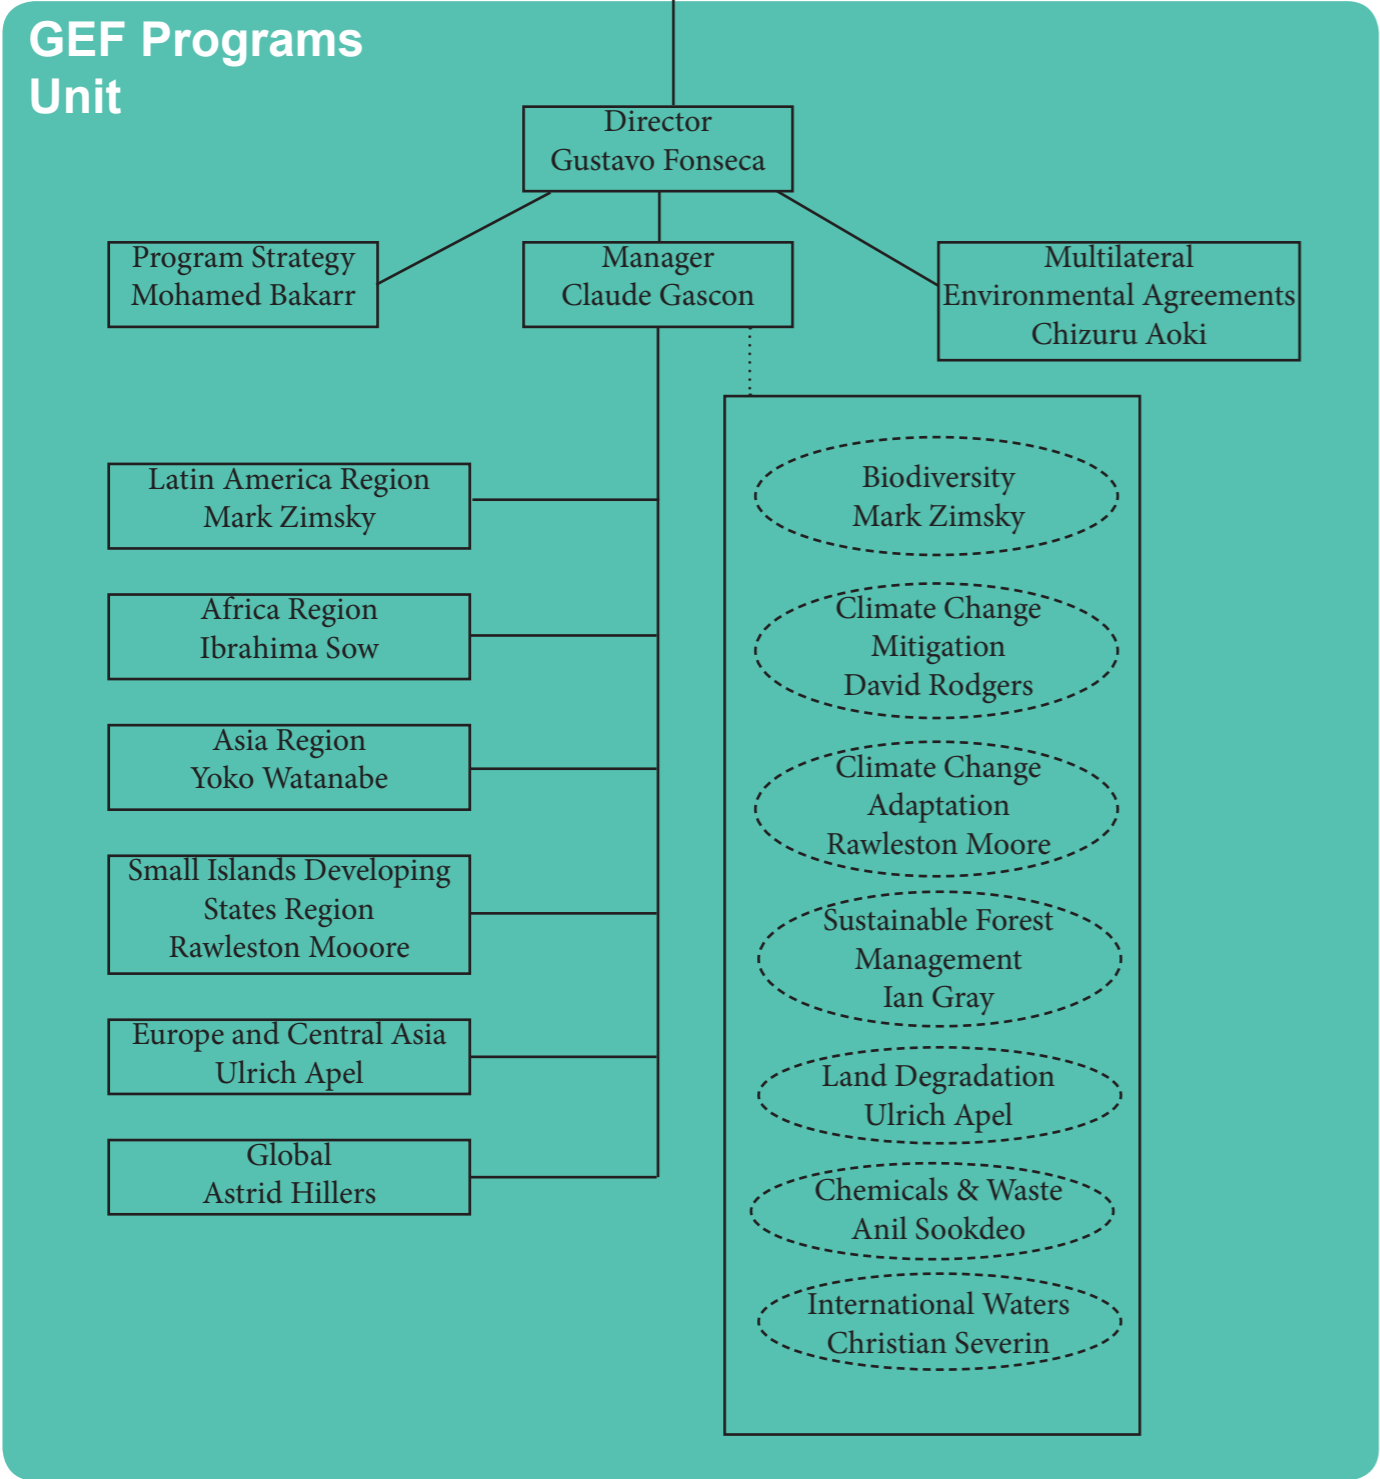 GEF Programs
Unit
Director
Gustavo Fonseca
Program Strategy
Mohamed Bakarr
Manager
Claude Gascon
Multilateral
Environmental Agreements
Chizuru Aoki
Latin America Region
Mark Zimsky
Africa Region
Ibrahima Sow
Asia Region
Yoko Watanabe
Small Islands Developing
States Region
Rawleston Mooore
Europe and Central Asia
Ulrich Apel
Global
Astrid Hillers
Biodiversity
Mark Zimsky
Climate Change
Mitigation
David Rodgers
Climate Change
Adaptation
Rawleston Moore
Sustainable Forest
Management
Ian Gray
Land Degradation
Ulrich Apel
Chemicals & Waste
Anil Sookdeo
International Waters
Christian Severin